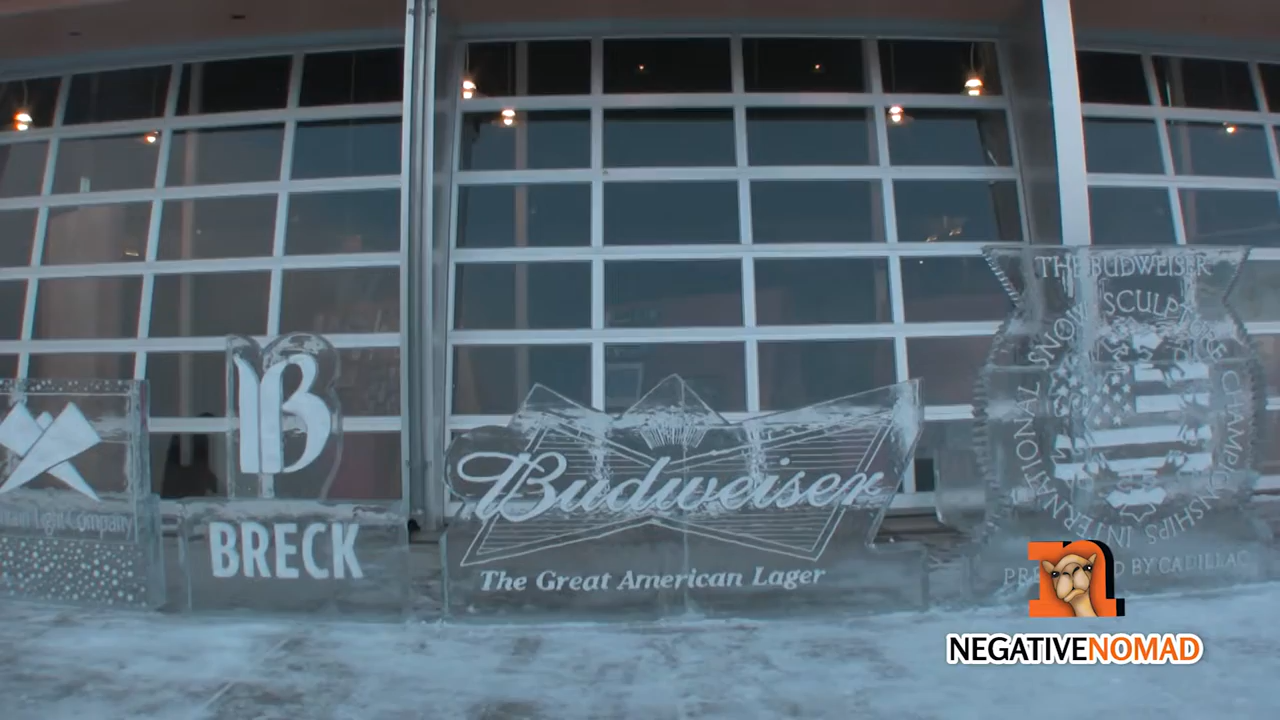 Light Company
B
BRECK
Budweiser
The Great American Lager
THE BUDWEISER
INTERNATIONAL SNOW SCULPTURE CHAMPIONSHIPS
BY CADILLAC
n
NEGATIVENOMAD